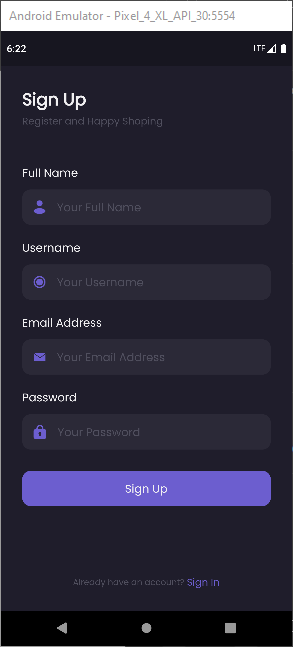 Android Emulator - Pixel_4_XL_API_30:5554
6:22 LTE
Sign Up
Register and Happy Shoping
Full Name
Your Full Name
Username
Your Username
Email Address
Your Email Address
Password
Your Password
Sign Up
Already have an account? Sign In